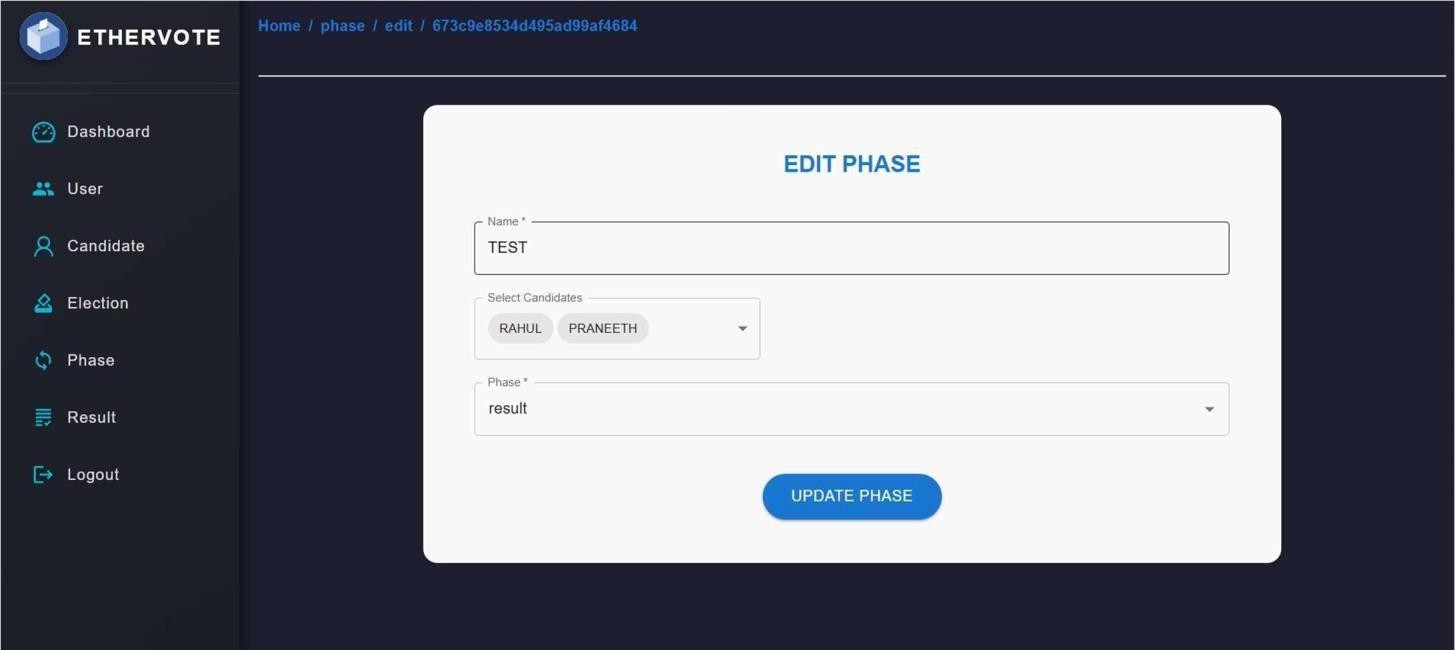 ETHERVOTE
Dashboard
User
Candidate
Election
Phase
Result
Logout
Home / phase / edit / 673c9e8534d495ad99af4684
EDIT PHASE
Name *
TEST
Select Candidates
RAHUL PRANEETH
Phase *
result
UPDATE PHASE